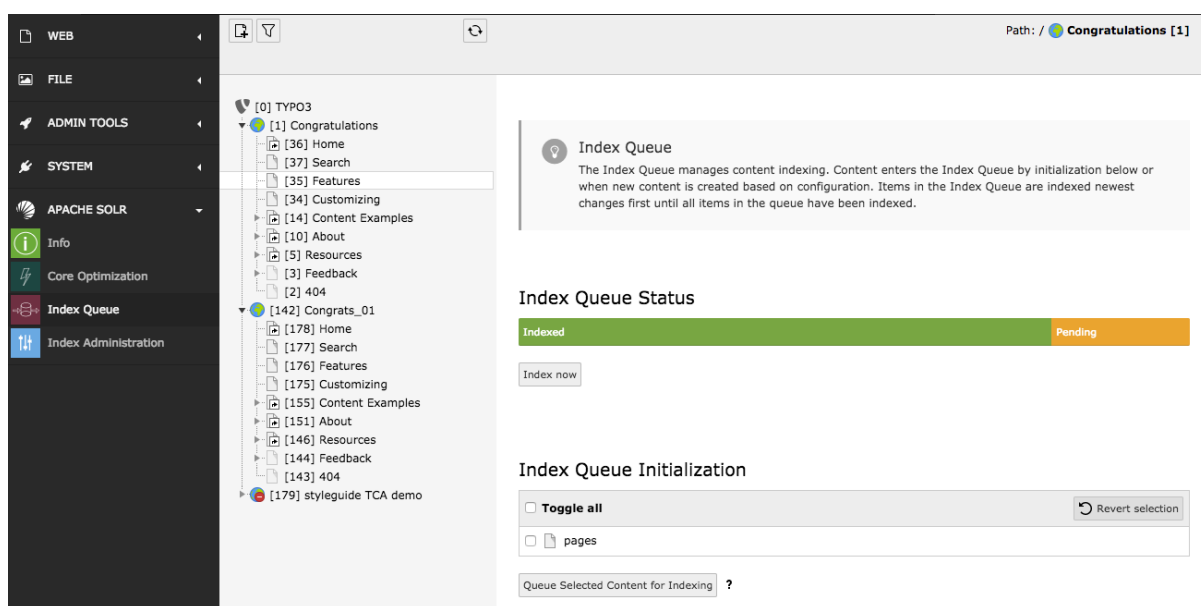 WEB
FILE
ADMIN TOOLS
SYSTEM
APACHE SOLR
Info
Core Optimization
Index Queue
Index Administration
[0] TYPO3
[1] Congratulations
[36] Home
[37] Search
[35] Features
[34] Customizing
[14] Content Examples
[10] About
[5] Resources
[3] Feedback
[2] 404
[142] Congrats_01
[178] Home
[177] Search
[176] Features
[175] Customizing
[155] Content Examples
[151] About
[146] Resources
[144] Feedback
[143] 404
[179] styleguide TCA demo
Path: / Congratulations [1]
Index Queue
The Index Queue manages content indexing. Content enters the Index Queue by initialization below or
when new content is created based on configuration. Items in the Index Queue are indexed newest
changes first until all items in the queue have been indexed.
Index Queue Status
Indexed Pending
Index now
Index Queue Initialization
Toggle all Revert selection
pages
Queue Selected Content for Indexing ?